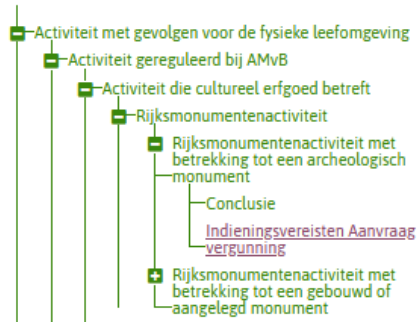 Activiteit met gevolgen voor de fysieke leefomgeving
Activiteit gereguleerd bij AMvB
Activiteit die cultureel erfgoed betreft
Rijksmonumentenactiviteit
Rijksmonumentenactiviteit met
betrekking tot een archeologisch
monument
Conclusie
Indieningsvereisten Aanvraag
vergunning
Rijksmonumentenactiviteit met
betrekking tot een gebouwd of
aangelegd monument